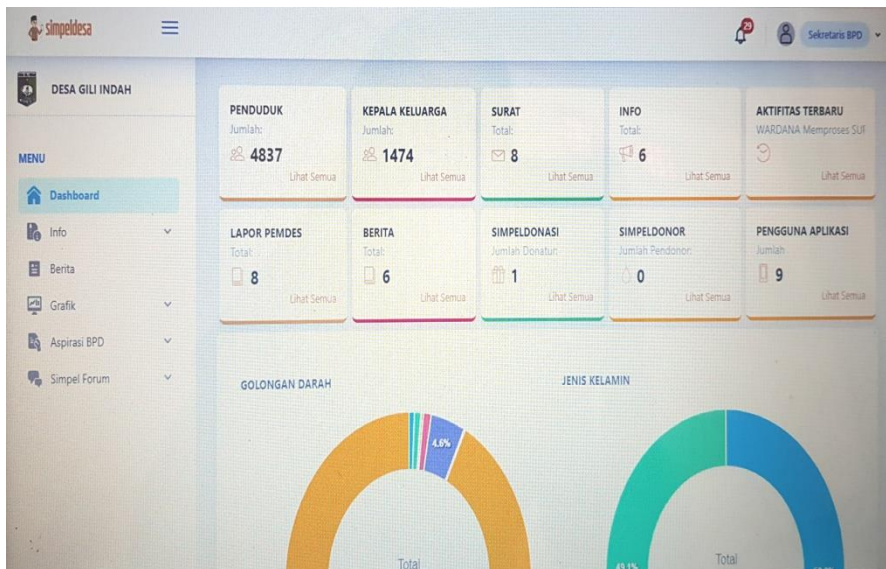 simpeldesa
29
Sekretaris BPD
DESA GILI INDAH
MENU
Dashboard
Info
Berita
Grafik
Aspirasi BPD
Simpel Forum
PENDUDUK
Jumlah:
4837
Lihat Semua
KEPALA KELUARGA
Jumlah:
1474
Lihat Semua
SURAT
Total:
8
Lihat Semua
INFO
Total:
6
Lihat Semua
AKTIFITAS TERBARU
WARDANA Memproses SUR
Lihat Semua
LAPOR PEMDES
Total:
8
Lihat Semua
BERITA
Total:
6
Lihat Semua
SIMPELDONASI
Jumlah Donatur:
1
Lihat Semua
SIMPELDONOR
Jumlah Pendonor:
0
Lihat Semua
PENGGUNA APLIKASI
Jumlah
9
Lihat Semua
GOLONGAN DARAH
4.6%
Total
JENIS KELAMIN
49.1%
Total